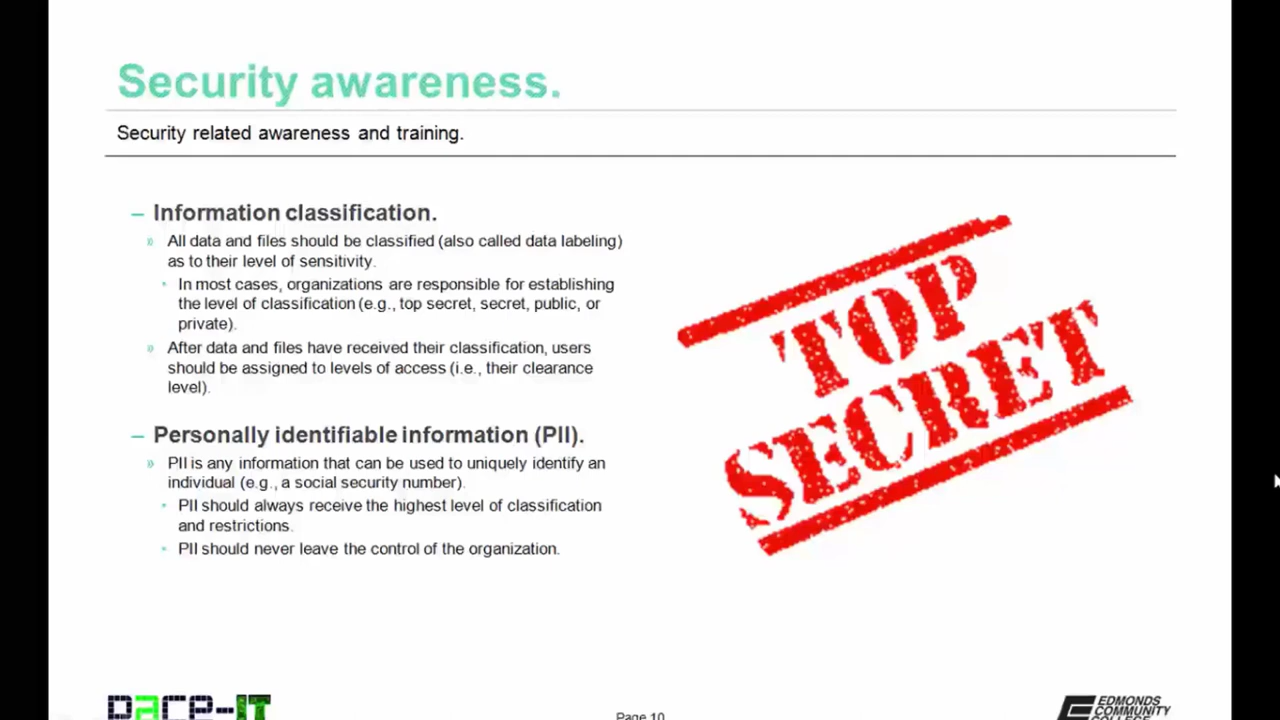 Security awareness.
Security related awareness and training.
– Information classification.
» All data and files should be classified (also called data labeling)
as to their level of sensitivity.
• In most cases, organizations are responsible for establishing
the level of classification (e.g., top secret, secret, public, or
private).
» After data and files have received their classification, users
should be assigned to levels of access (i.e., their clearance
level).
– Personally identifiable information (PII).
» PII is any information that can be used to uniquely identify an
individual (e.g., a social security number).
• PII should always receive the highest level of classification
and restrictions.
• PII should never leave the control of the organization.
TOP
SECRET
PACE-IT
Page 10
EDMONDS
COMMUNITY
COLLEGE